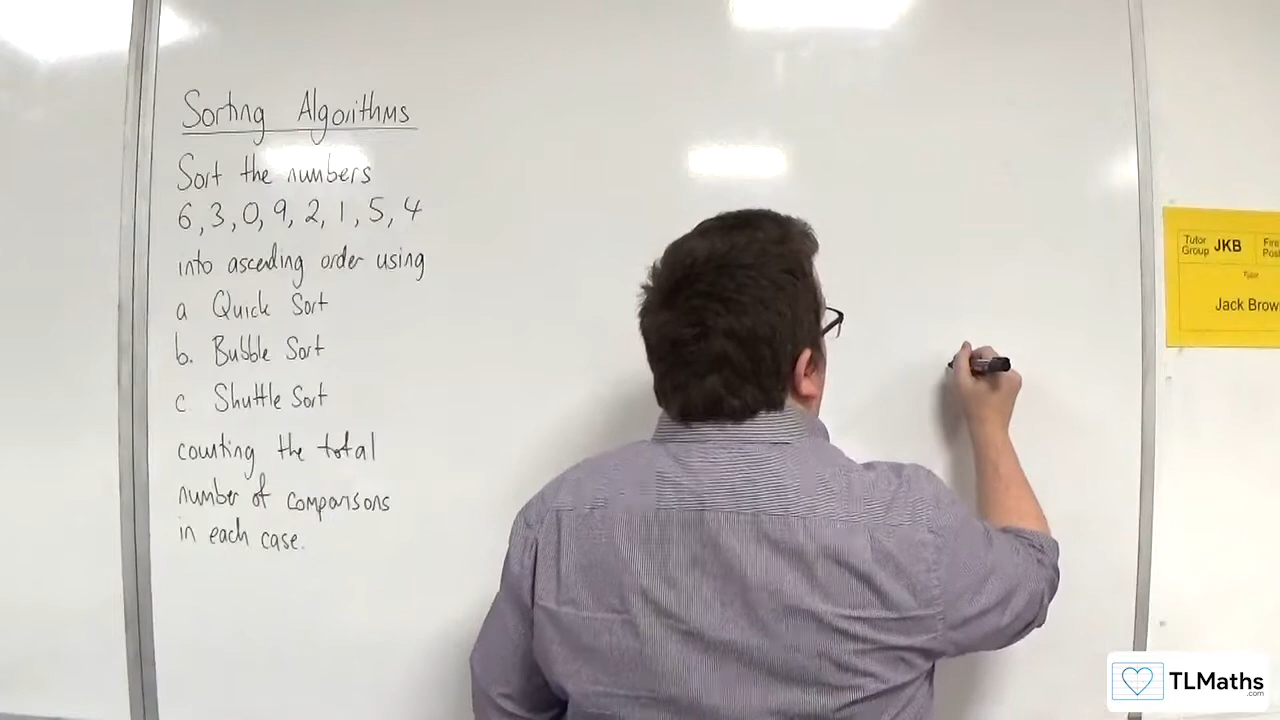 Sorting Algorithms
Sort the numbers
6, 3, 0, 9, 2, 1, 5, 4
into ascending order using
a Quick Sort
b. Bubble Sort
c Shuttle Sort
counting the total
number of comparisons
in each case.
Tutor Group JKB
Tutor
Jack Brow
TLMaths
.com